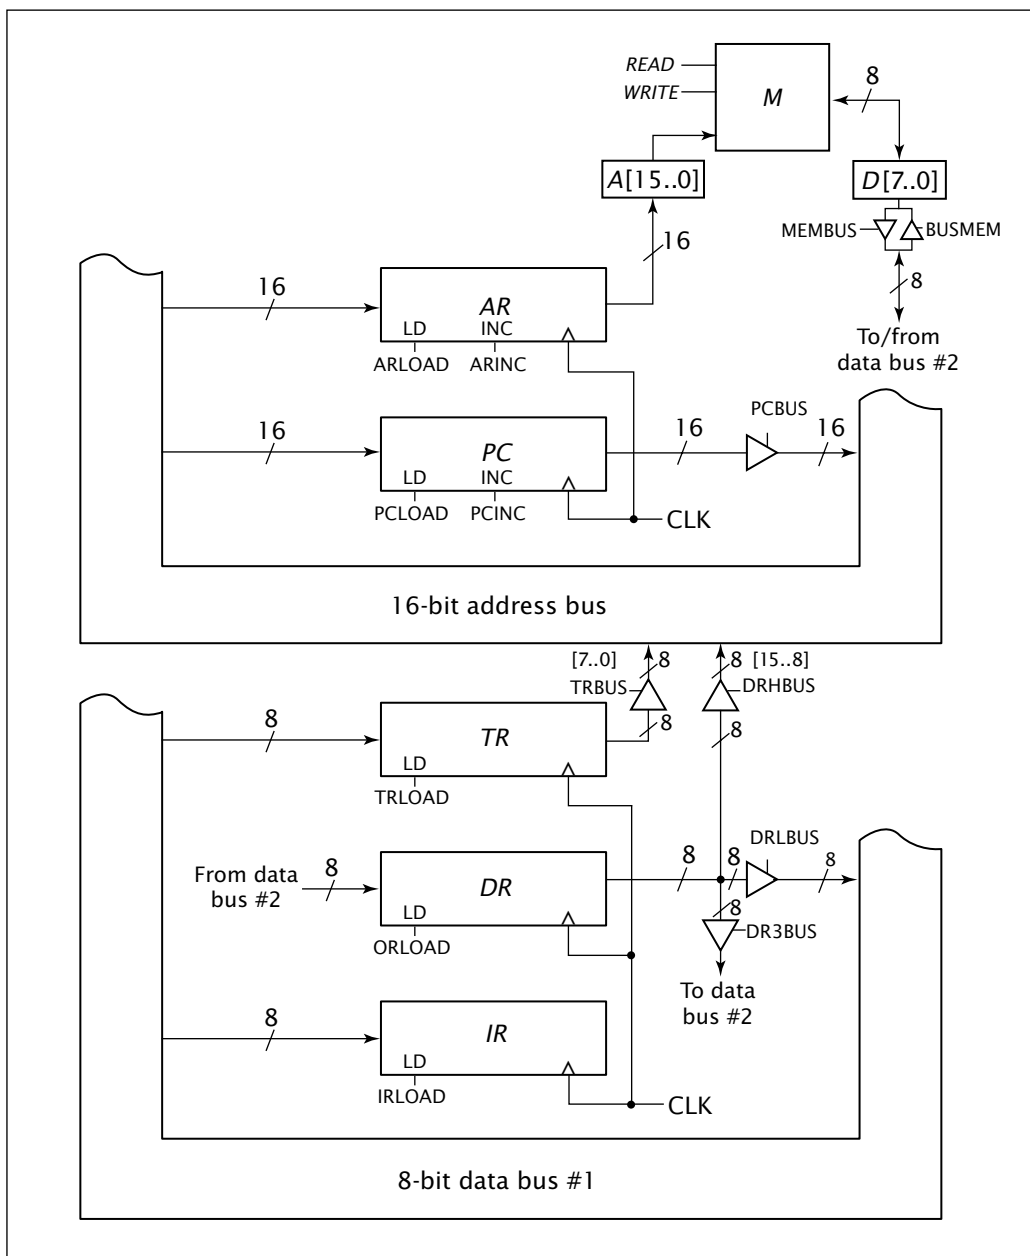 READ
WRITE
M
8
A[15..0]
D[7..0]
MEMBUS
BUSMEM
16
8
To/from
data bus #2
16
AR
LD
INC
ARLOAD
ARINC
PCBUS
16
PC
16
16
LD
INC
PCLOAD
PCINC
CLK
16-bit address bus
[7..0]
8
8
[15..8]
TRBUS
DRHBUS
8
TR
8
8
LD
TRLOAD
DRLBUS
From data
bus #2
8
DR
8
8
8
LD
8
ORLOAD
DR3BUS
To data
bus #2
8
IR
LD
IRLOAD
CLK
8-bit data bus #1